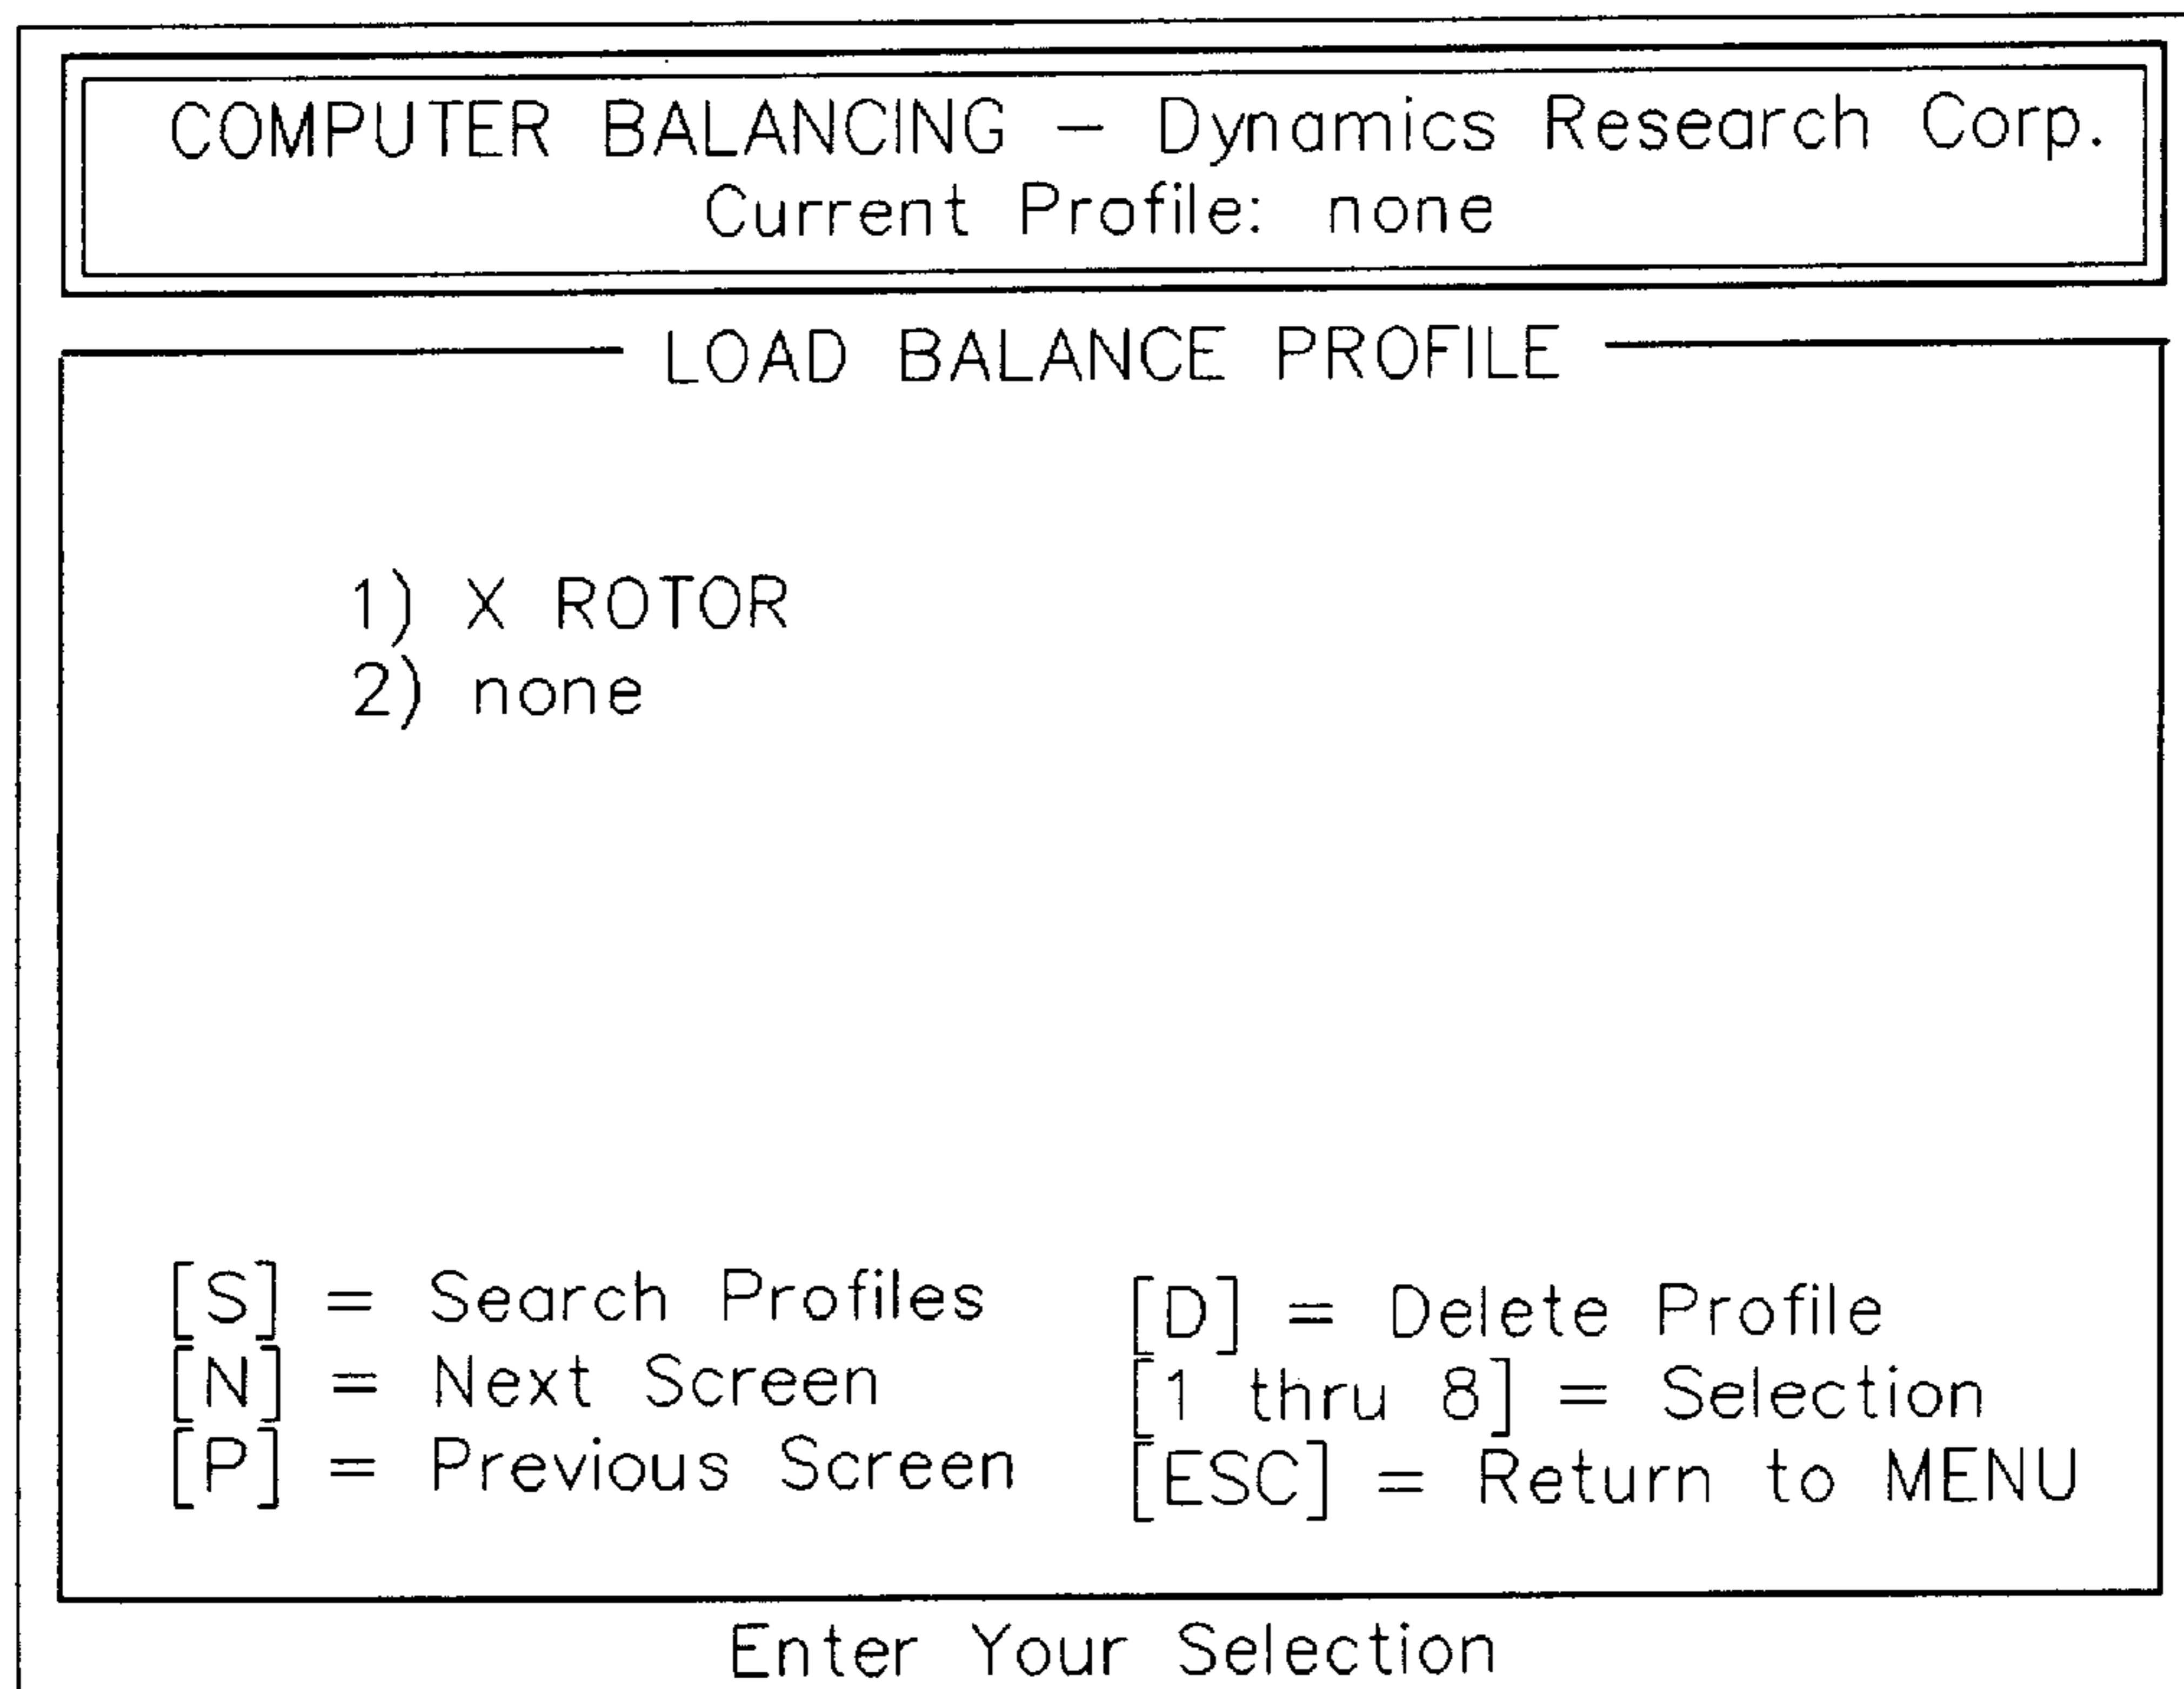 COMPUTER BALANCING – Dynamics Research Corp.
Current Profile: none
LOAD BALANCE PROFILE
1) X ROTOR
2) none
[S] = Search Profiles
[N] = Next Screen
[P] = Previous Screen
[D] = Delete Profile
[1 thru 8] = Selection
[ESC] = Return to MENU
Enter Your Selection